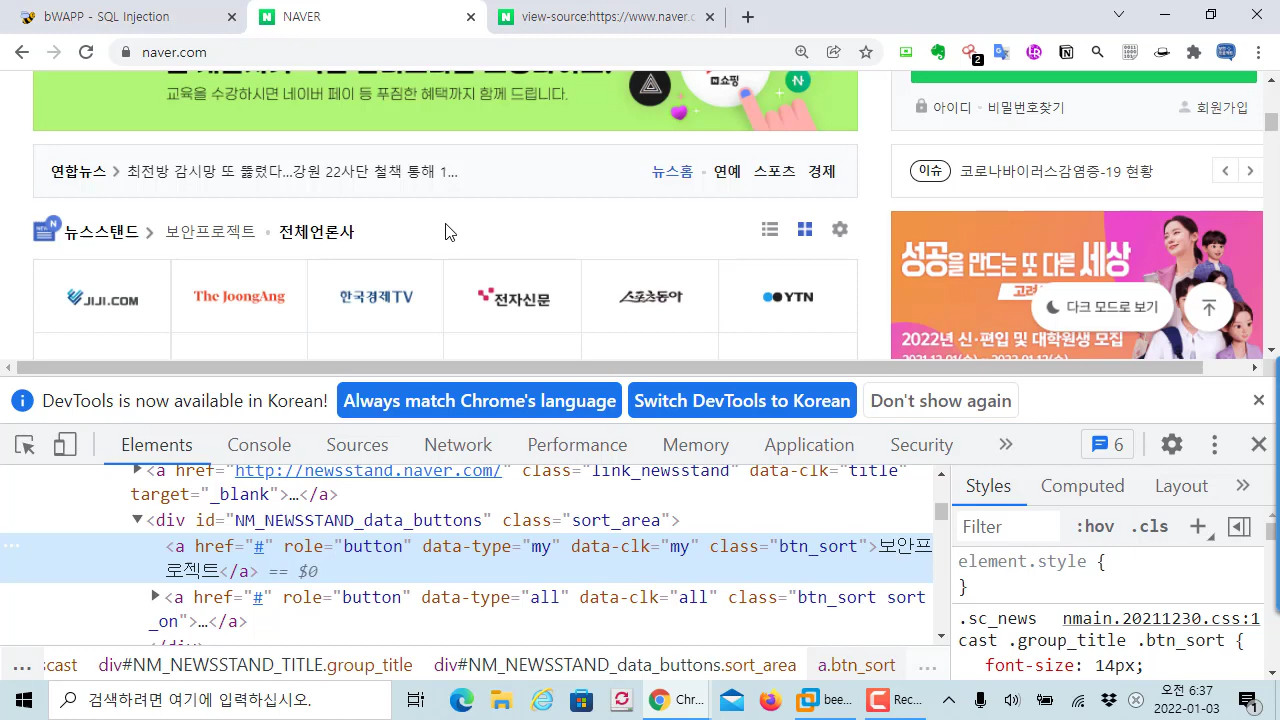 bWAPP - SQL Injection
NAVER
view-source:https://www.naver.c
naver.com
2
교육을 수강하시면 네이버 페이 등 푸짐한 혜택까지 함께 드립니다.
N쇼핑
아이디 · 비밀번호찾기
회원가입
연합뉴스 > 최전방 감시망 또 뚫렸다...강원 22사단 철책 통해 1...
뉴스홈 · 연예 스포츠 경제
이슈 코로나바이러스감염증-19 현황
뉴스스탠드 > 보안프로젝트 · 전체언론사
성공을 만드는 또 다른 세상
다크 모드로 보기
2022년 신·편입 및 대학원생 모집
JIJI.COM
The JoongAng
한국경제TV
전자신문
스포츠동아
YTN
DevTools is now available in Korean!
Always match Chrome's language
Switch DevTools to Korean
Don't show again
Elements Console Sources Network Performance Memory Application Security » 6
<a href="http://newsstand.naver.com/" class="link_newsstand" data-clk="title"
target="_blank">…</a>
<div id="NM_NEWSSTAND_data_buttons" class="sort_area">
<a href="#" role="button" data-type="my" data-clk="my" class="btn_sort">보안프
로젝트</a> == $0
<a href="#" role="button" data-type="all" data-clk="all" class="btn_sort sort
_on">…</a>
... scast div#NM_NEWSSTAND_TITLE.group_title div#NM_NEWSSTAND_data_buttons.sort_area a.btn_sort ...
Styles Computed Layout »
Filter :hov .cls +
element.style {
}
.sc_news nmain.20211230.css:1
cast .group_title .btn_sort {
font-size: 14px;
검색하려면 여기에 입력하십시오.
Chr...
bee...
Rec...
오전 6:37
2022-01-03
1